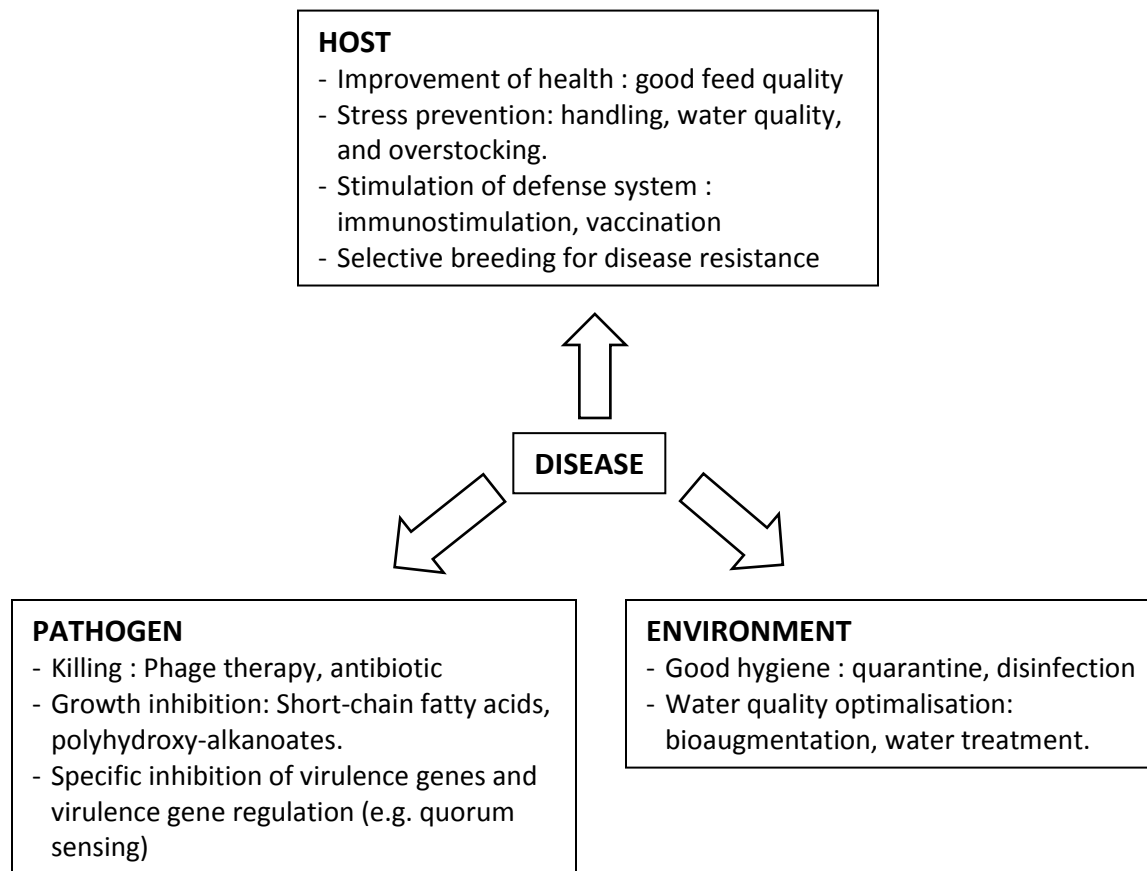 HOST
- Improvement of health : good feed quality
- Stress prevention: handling, water quality,
and overstocking.
- Stimulation of defense system :
immunostimulation, vaccination
- Selective breeding for disease resistance
DISEASE
PATHOGEN
- Killing : Phage therapy, antibiotic
- Growth inhibition: Short-chain fatty acids,
polyhydroxy-alkanoates.
- Specific inhibition of virulence genes and
virulence gene regulation (e.g. quorum
sensing)
ENVIRONMENT
- Good hygiene : quarantine, disinfection
- Water quality optimalisation:
bioaugmentation, water treatment.